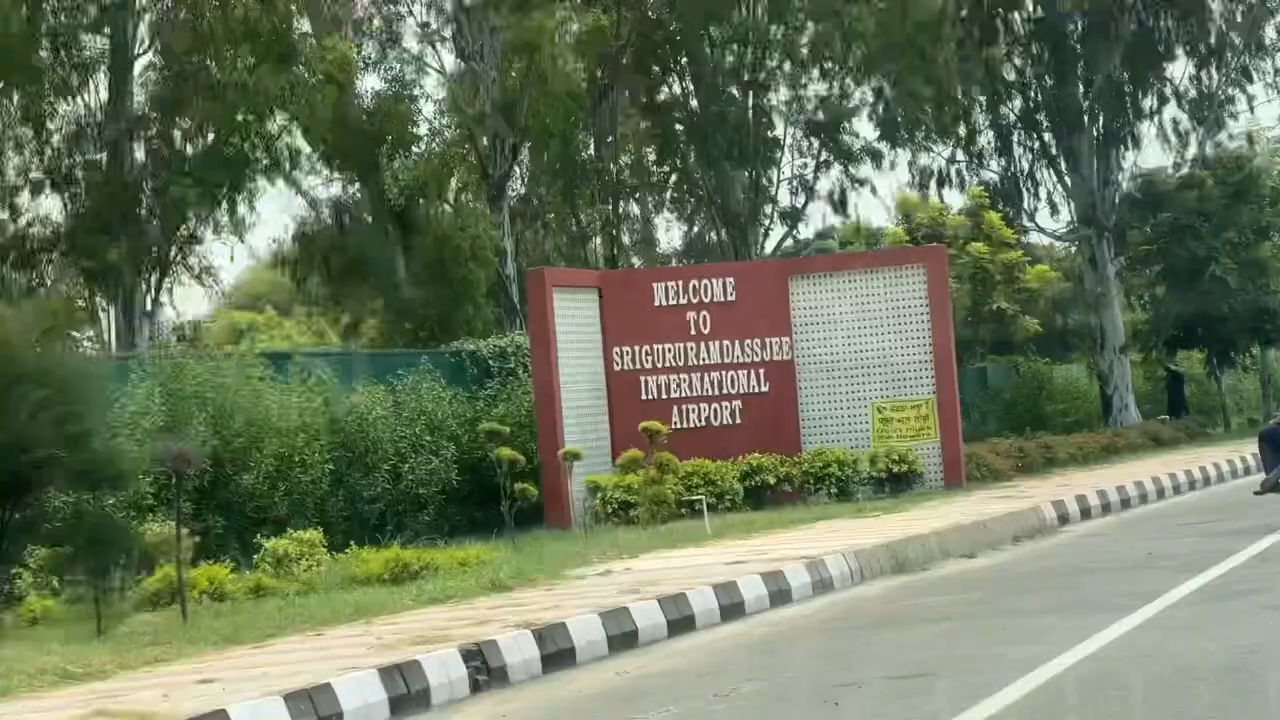 WELCOME
TO
SRIGURURAMDASSJEE
INTERNATIONAL
AIRPORT